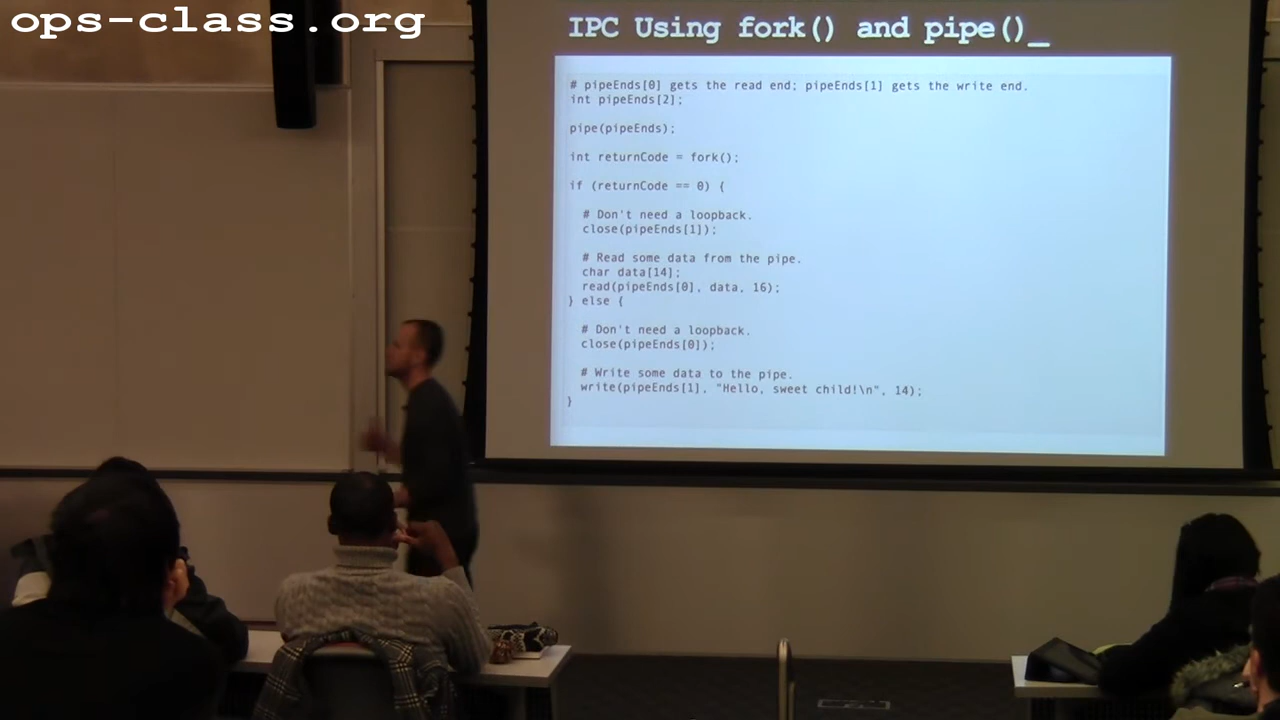 ops-class.org
IPC Using fork() and pipe()_
# pipeEnds[0] gets the read end; pipeEnds[1] gets the write end.
int pipeEnds[2];
pipe(pipeEnds);
int returnCode = fork();
if (returnCode == 0) {
# Don't need a loopback.
close(pipeEnds[1]);
# Read some data from the pipe.
char data[14];
read(pipeEnds[0], data, 16);
} else {
# Don't need a loopback.
close(pipeEnds[0]);
# Write some data to the pipe.
write(pipeEnds[1], "Hello, sweet child!\n", 14);
}